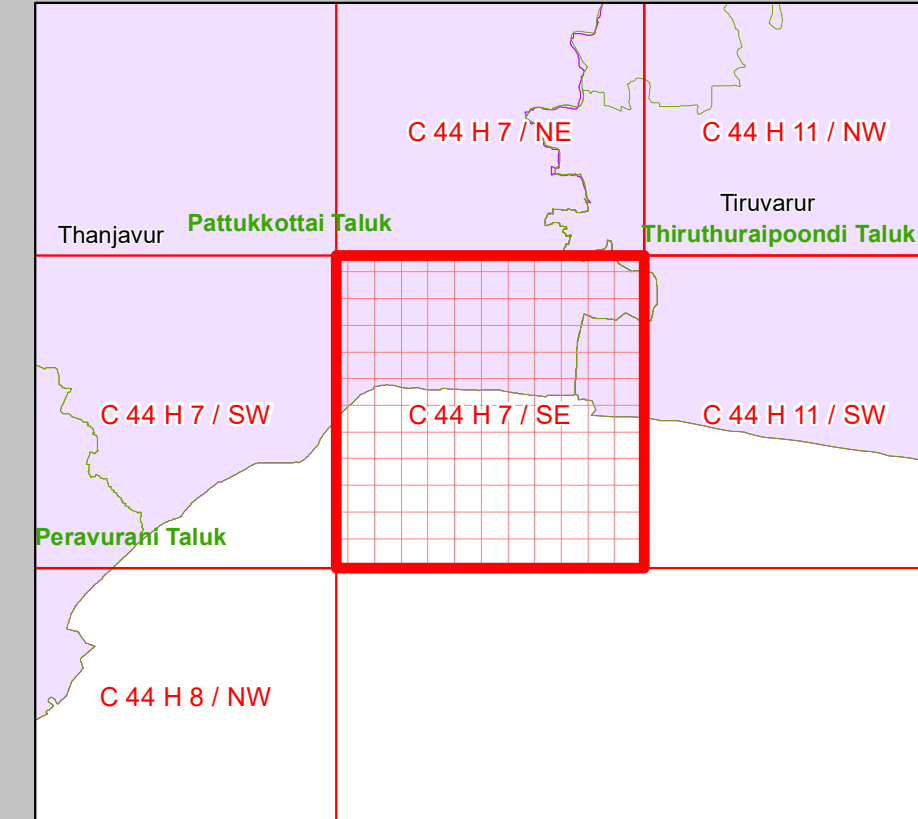 C 44 H 7 / NE
C 44 H 11 / NW
Tiruvarur
Pattukkottai Taluk
Thanjavur
Thiruthuraipoondi Taluk
C 44 H 7 / SW
C 44 H 7 / SE
C 44 H 11 / SW
Peravurani Taluk
C 44 H 8 / NW